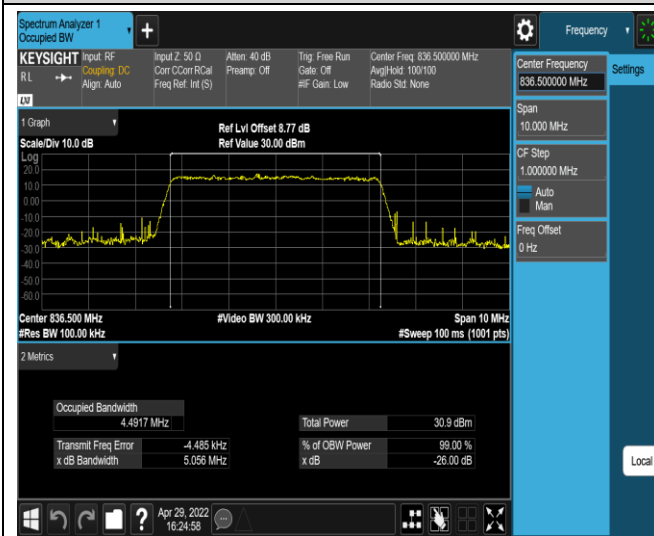 Spectrum Analyzer 1
Occupied BW
+
Frequency
KEYSIGHT
Input: RF
Coupling: DC
Align: Auto
Input Z: 50 Ω
Corr CCorr RCal
Freq Ref: Int (S)
Atten: 40 dB
Preamp: Off
Trig: Free Run
Gate: Off
#IF Gain: Low
Center Freq: 836.500000 MHz
Avg|Hold: 100/100
Radio Std: None
RL
LXI
Center Frequency
836.500000 MHz
Settings
Span
10.000 MHz
CF Step
1.000000 MHz
Auto
Man
Freq Offset
0 Hz
1 Graph
Scale/Div 10.0 dB
Ref Lvl Offset 8.77 dB
Ref Value 30.00 dBm
Log
20.0
10.0
0.00
-10.0
-20.0
-30.0
-40.0
-50.0
-60.0
Center 836.500 MHz
#Res BW 100.00 kHz
#Video BW 300.00 kHz
Span 10 MHz
#Sweep 100 ms (1001 pts)
2 Metrics
Occupied Bandwidth
4.4917 MHz
Total Power 30.9 dBm
Transmit Freq Error -4.485 kHz
% of OBW Power 99.00 %
x dB Bandwidth 5.056 MHz
x dB -26.00 dB
Local
?
Apr 29, 2022
16:24:58